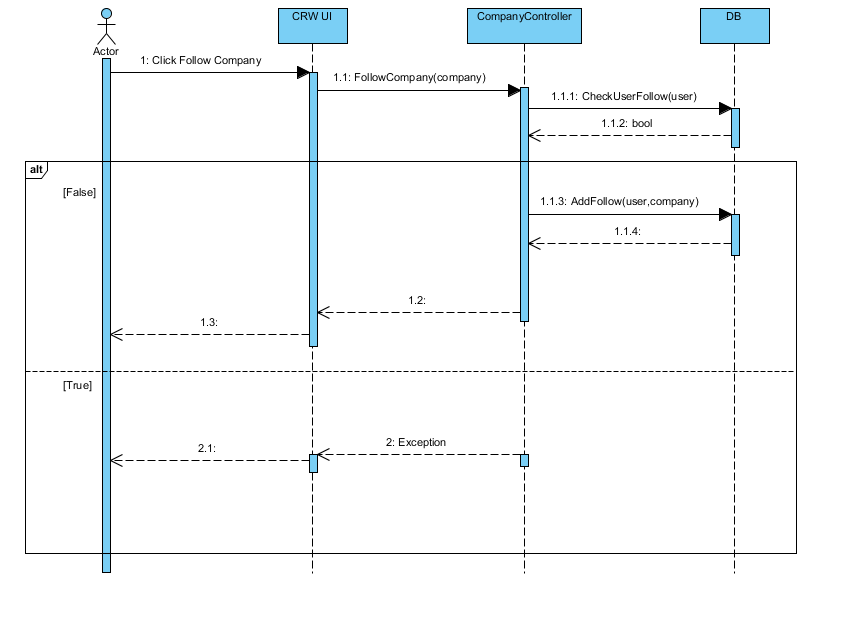 CRW UI
CompanyController
DB
Actor
1: Click Follow Company
1.1: FollowCompany(company)
1.1.1: CheckUserFollow(user)
1.1.2: bool
alt
[False]
1.1.3: AddFollow(user,company)
1.1.4:
1.2:
1.3:
[True]
2: Exception
2.1: